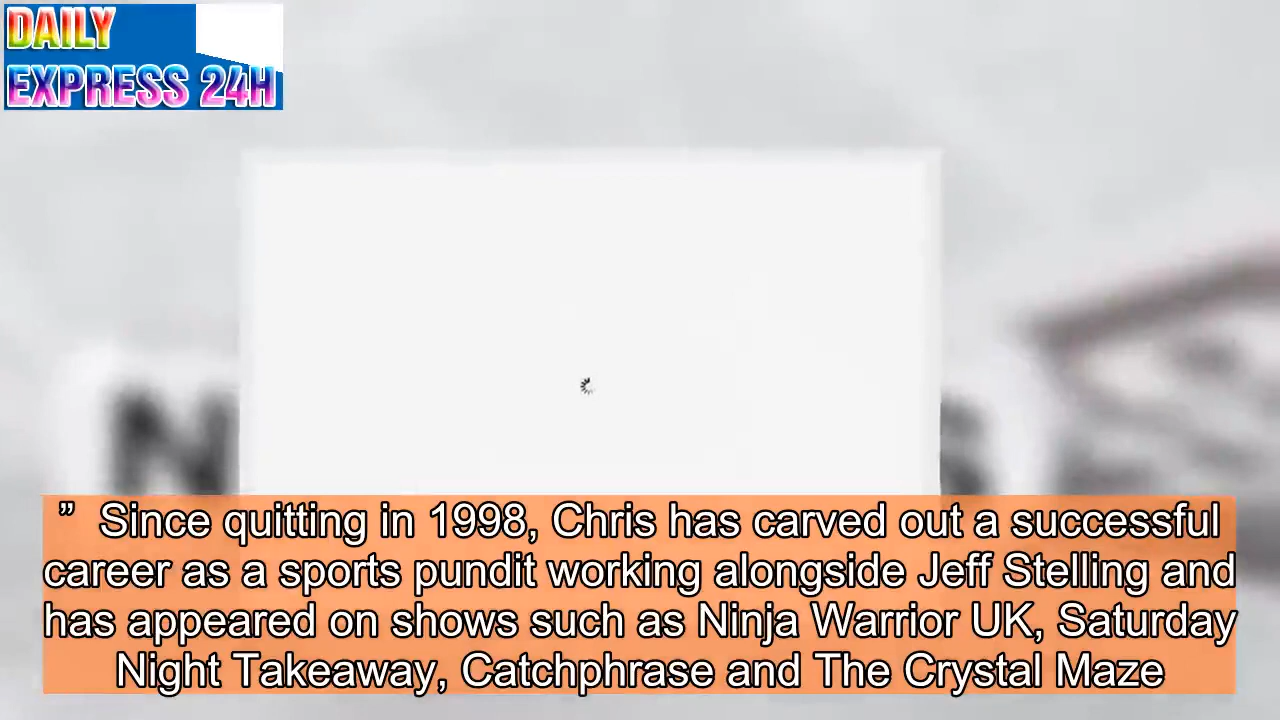 DAILY
EXPRESS 24H
N
” Since quitting in 1998, Chris has carved out a successful
career as a sports pundit working alongside Jeff Stelling and
has appeared on shows such as Ninja Warrior UK, Saturday
Night Takeaway, Catchphrase and The Crystal Maze